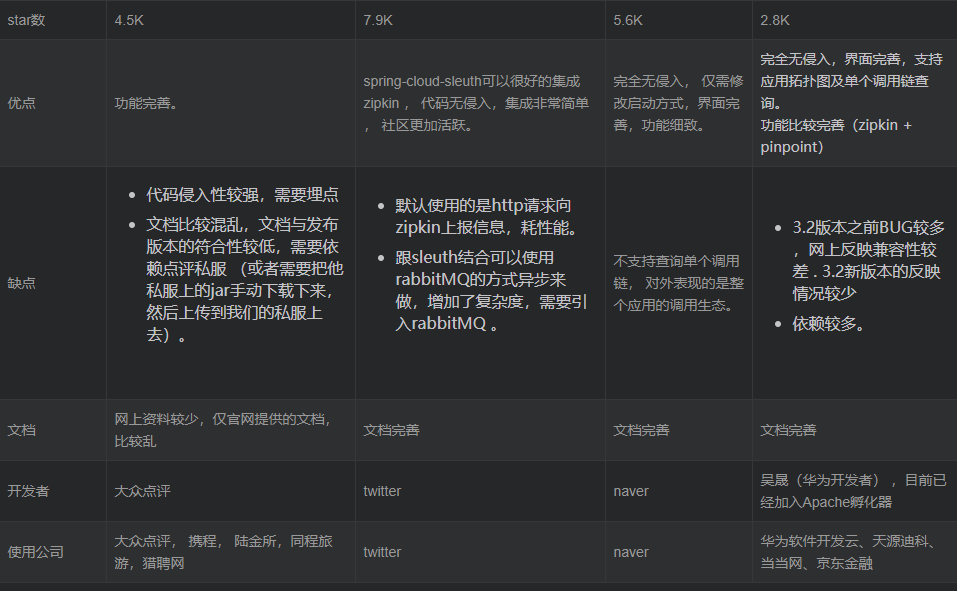 star数
4.5K
7.9K
5.6K
2.8K
优点
功能完善。
spring-cloud-sleuth可以很好的集成
zipkin ， 代码无侵入，集成非常简单
， 社区更加活跃。
完全无侵入， 仅需修
改启动方式，界面完
善，功能细致。
完全无侵入，界面完善，支持
应用拓扑图及单个调用链查
询。
功能比较完善（zipkin +
pinpoint）
缺点
代码侵入性较强，需要埋点
文档比较混乱，文档与发布
版本的符合性较低，需要依
赖点评私服 （或者需要把他
私服上的jar手动下载下来，
然后上传到我们的私服上
去）。
默认使用的是http请求向
zipkin上报信息，耗性能。
跟sleuth结合可以使用
rabbitMQ的方式异步来
做，增加了复杂度，需要引
入rabbitMQ 。
不支持查询单个调用
链， 对外表现的是整
个应用的调用生态。
3.2版本之前BUG较多
，网上反映兼容性较
差 . 3.2新版本的反映
情况较少
依赖较多。
文档
网上资料较少，仅官网提供的文档，
比较乱
文档完善
文档完善
文档完善
开发者
大众点评
twitter
naver
吴晟（华为开发者） ，目前已
经加入Apache孵化器
使用公司
大众点评， 携程， 陆金所，同程旅
游，猎聘网
twitter
naver
华为软件开发云、天源迪科、
当当网、京东金融